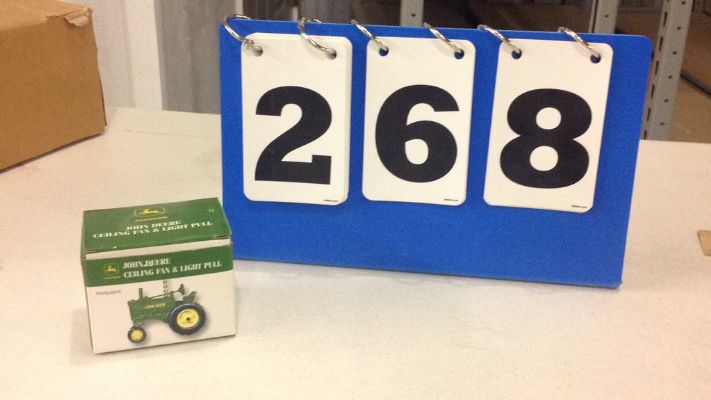 268
JOHN DEERE
CEILING FAN & LIGHT PULL
JOHN DEERE
CEILING FAN & LIGHT PULL